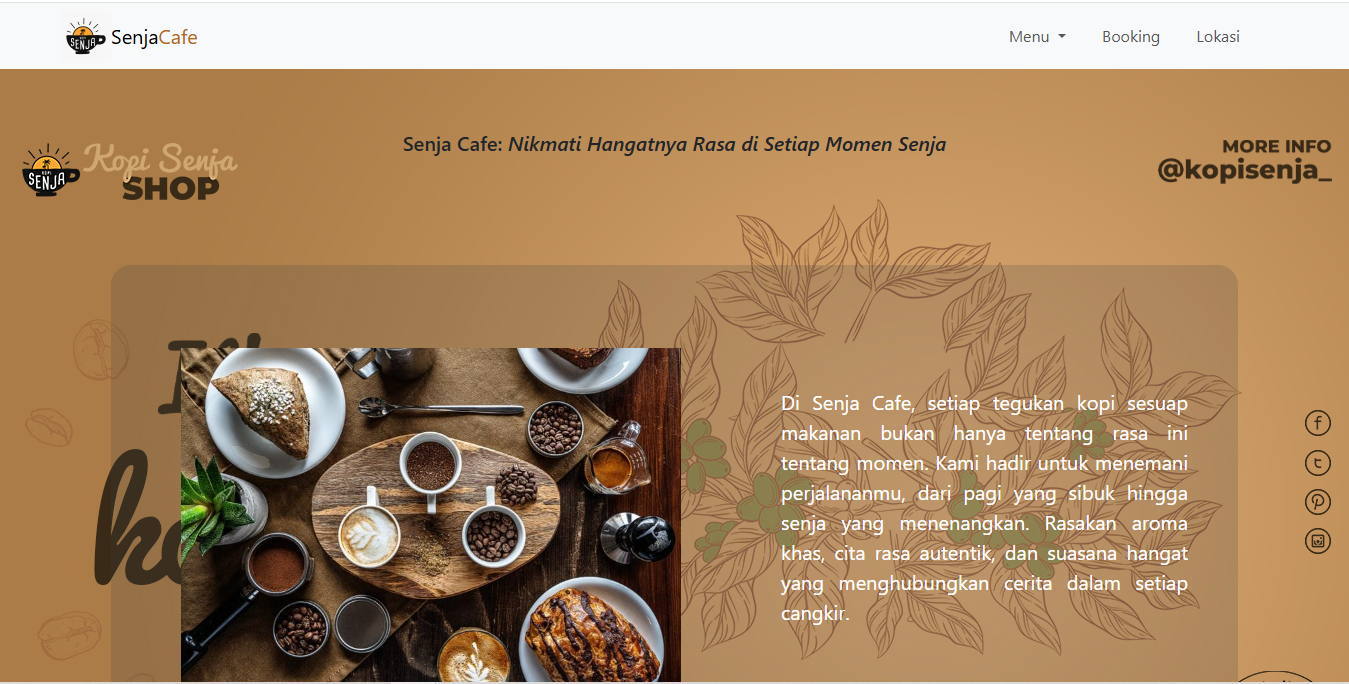 SENJA
SenjaCafe
Menu
Booking
Lokasi
Senja Cafe: Nikmati Hangatnya Rasa di Setiap Momen Senja
KOPI
SENJA
Kopi Senja
SHOP
MORE INFO
@kopisenja_
Di Senja Cafe, setiap tegukan kopi sesuap
makanan bukan hanya tentang rasa ini
tentang momen. Kami hadir untuk menemani
perjalananmu, dari pagi yang sibuk hingga
senja yang menenangkan. Rasakan aroma
khas, cita rasa autentik, dan suasana hangat
yang menghubungkan cerita dalam setiap
cangkir.